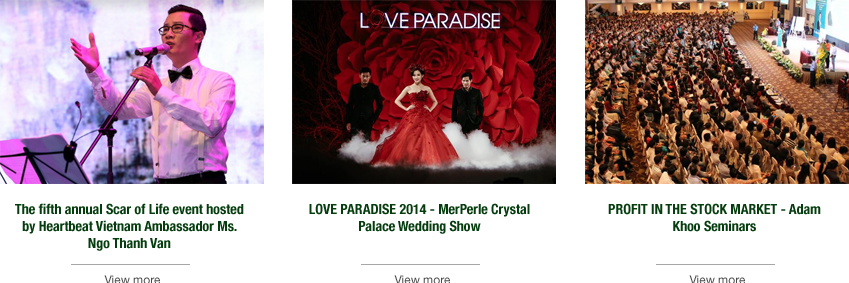 LOVE PARADISE
The fifth annual Scar of Life event hosted
by Heartbeat Vietnam Ambassador Ms.
Ngo Thanh Van
View more
LOVE PARADISE 2014 - MerPerle Crystal
Palace Wedding Show
View more
PROFIT IN THE STOCK MARKET - Adam
Khoo Seminars
View more